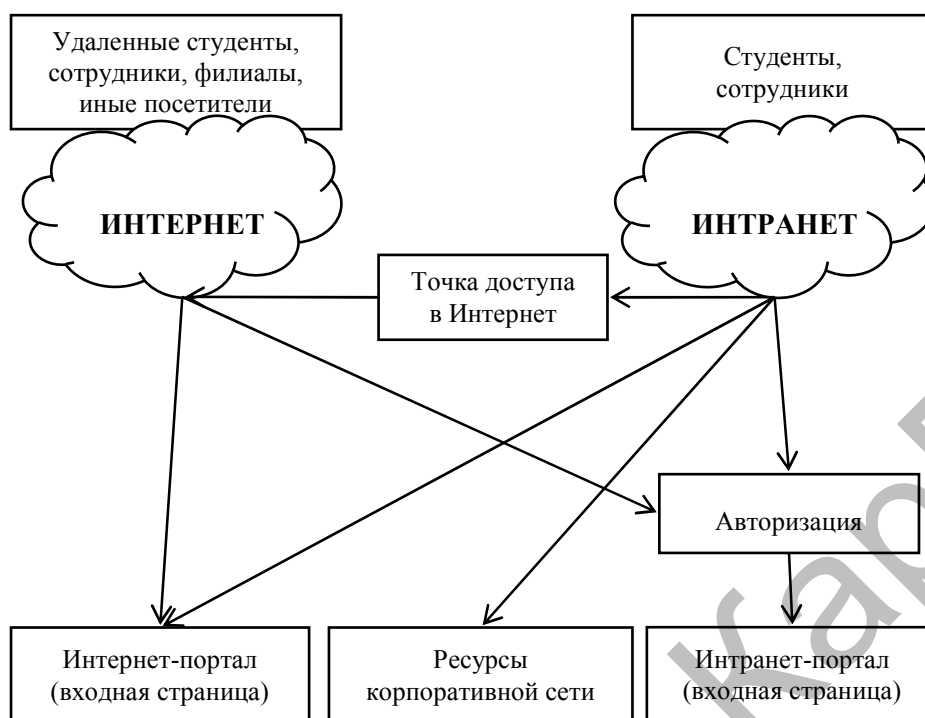 Удаленные студенты,
сотрудники, филиалы,
иные посетители
Студенты,
сотрудники
ИНТЕРНЕТ
ИНТРАНЕТ
Точка доступа
в Интернет
Авторизация
Интернет-портал
(входная страница)
Ресурсы
корпоративной сети
Интранет-портал
(входная страница)